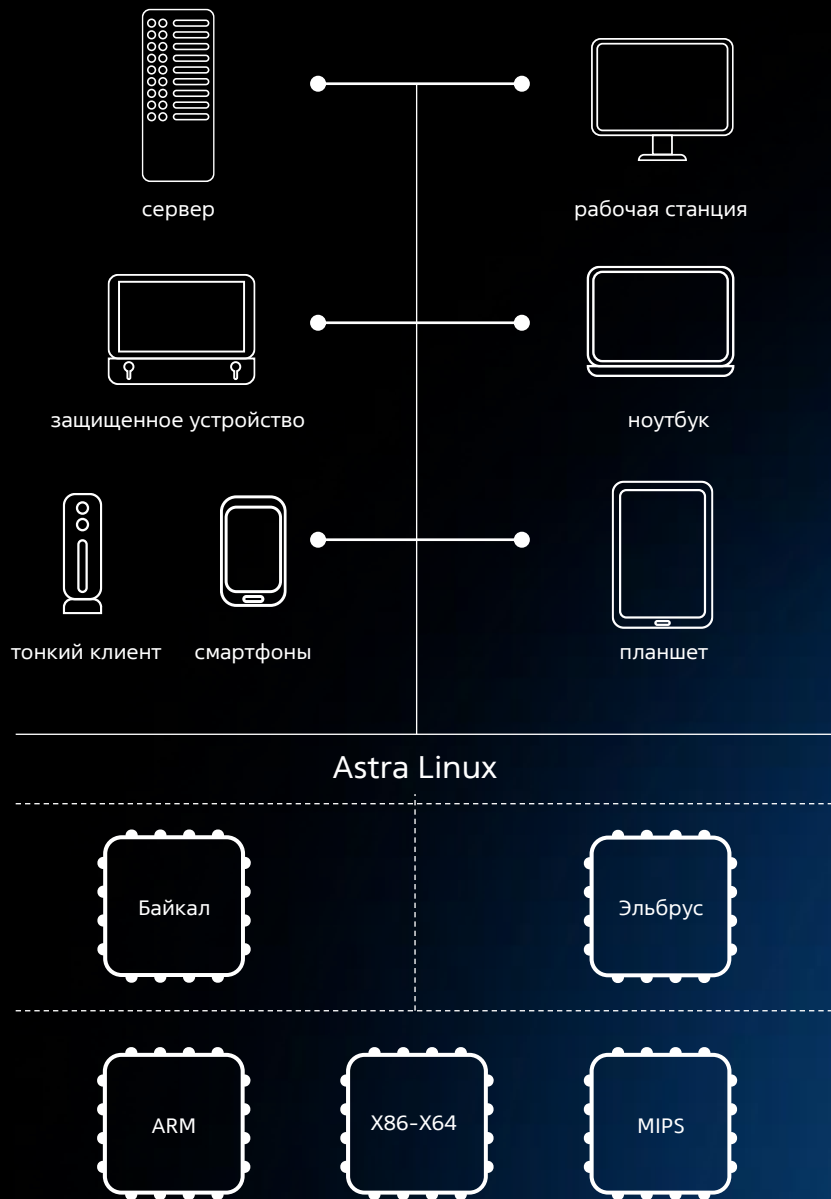 сервер
рабочая станция
защищенное устройство
ноутбук
тонкий клиент
смартфоны
планшет
Astra Linux
Байкал
Эльбрус
ARM
X86-X64
MIPS